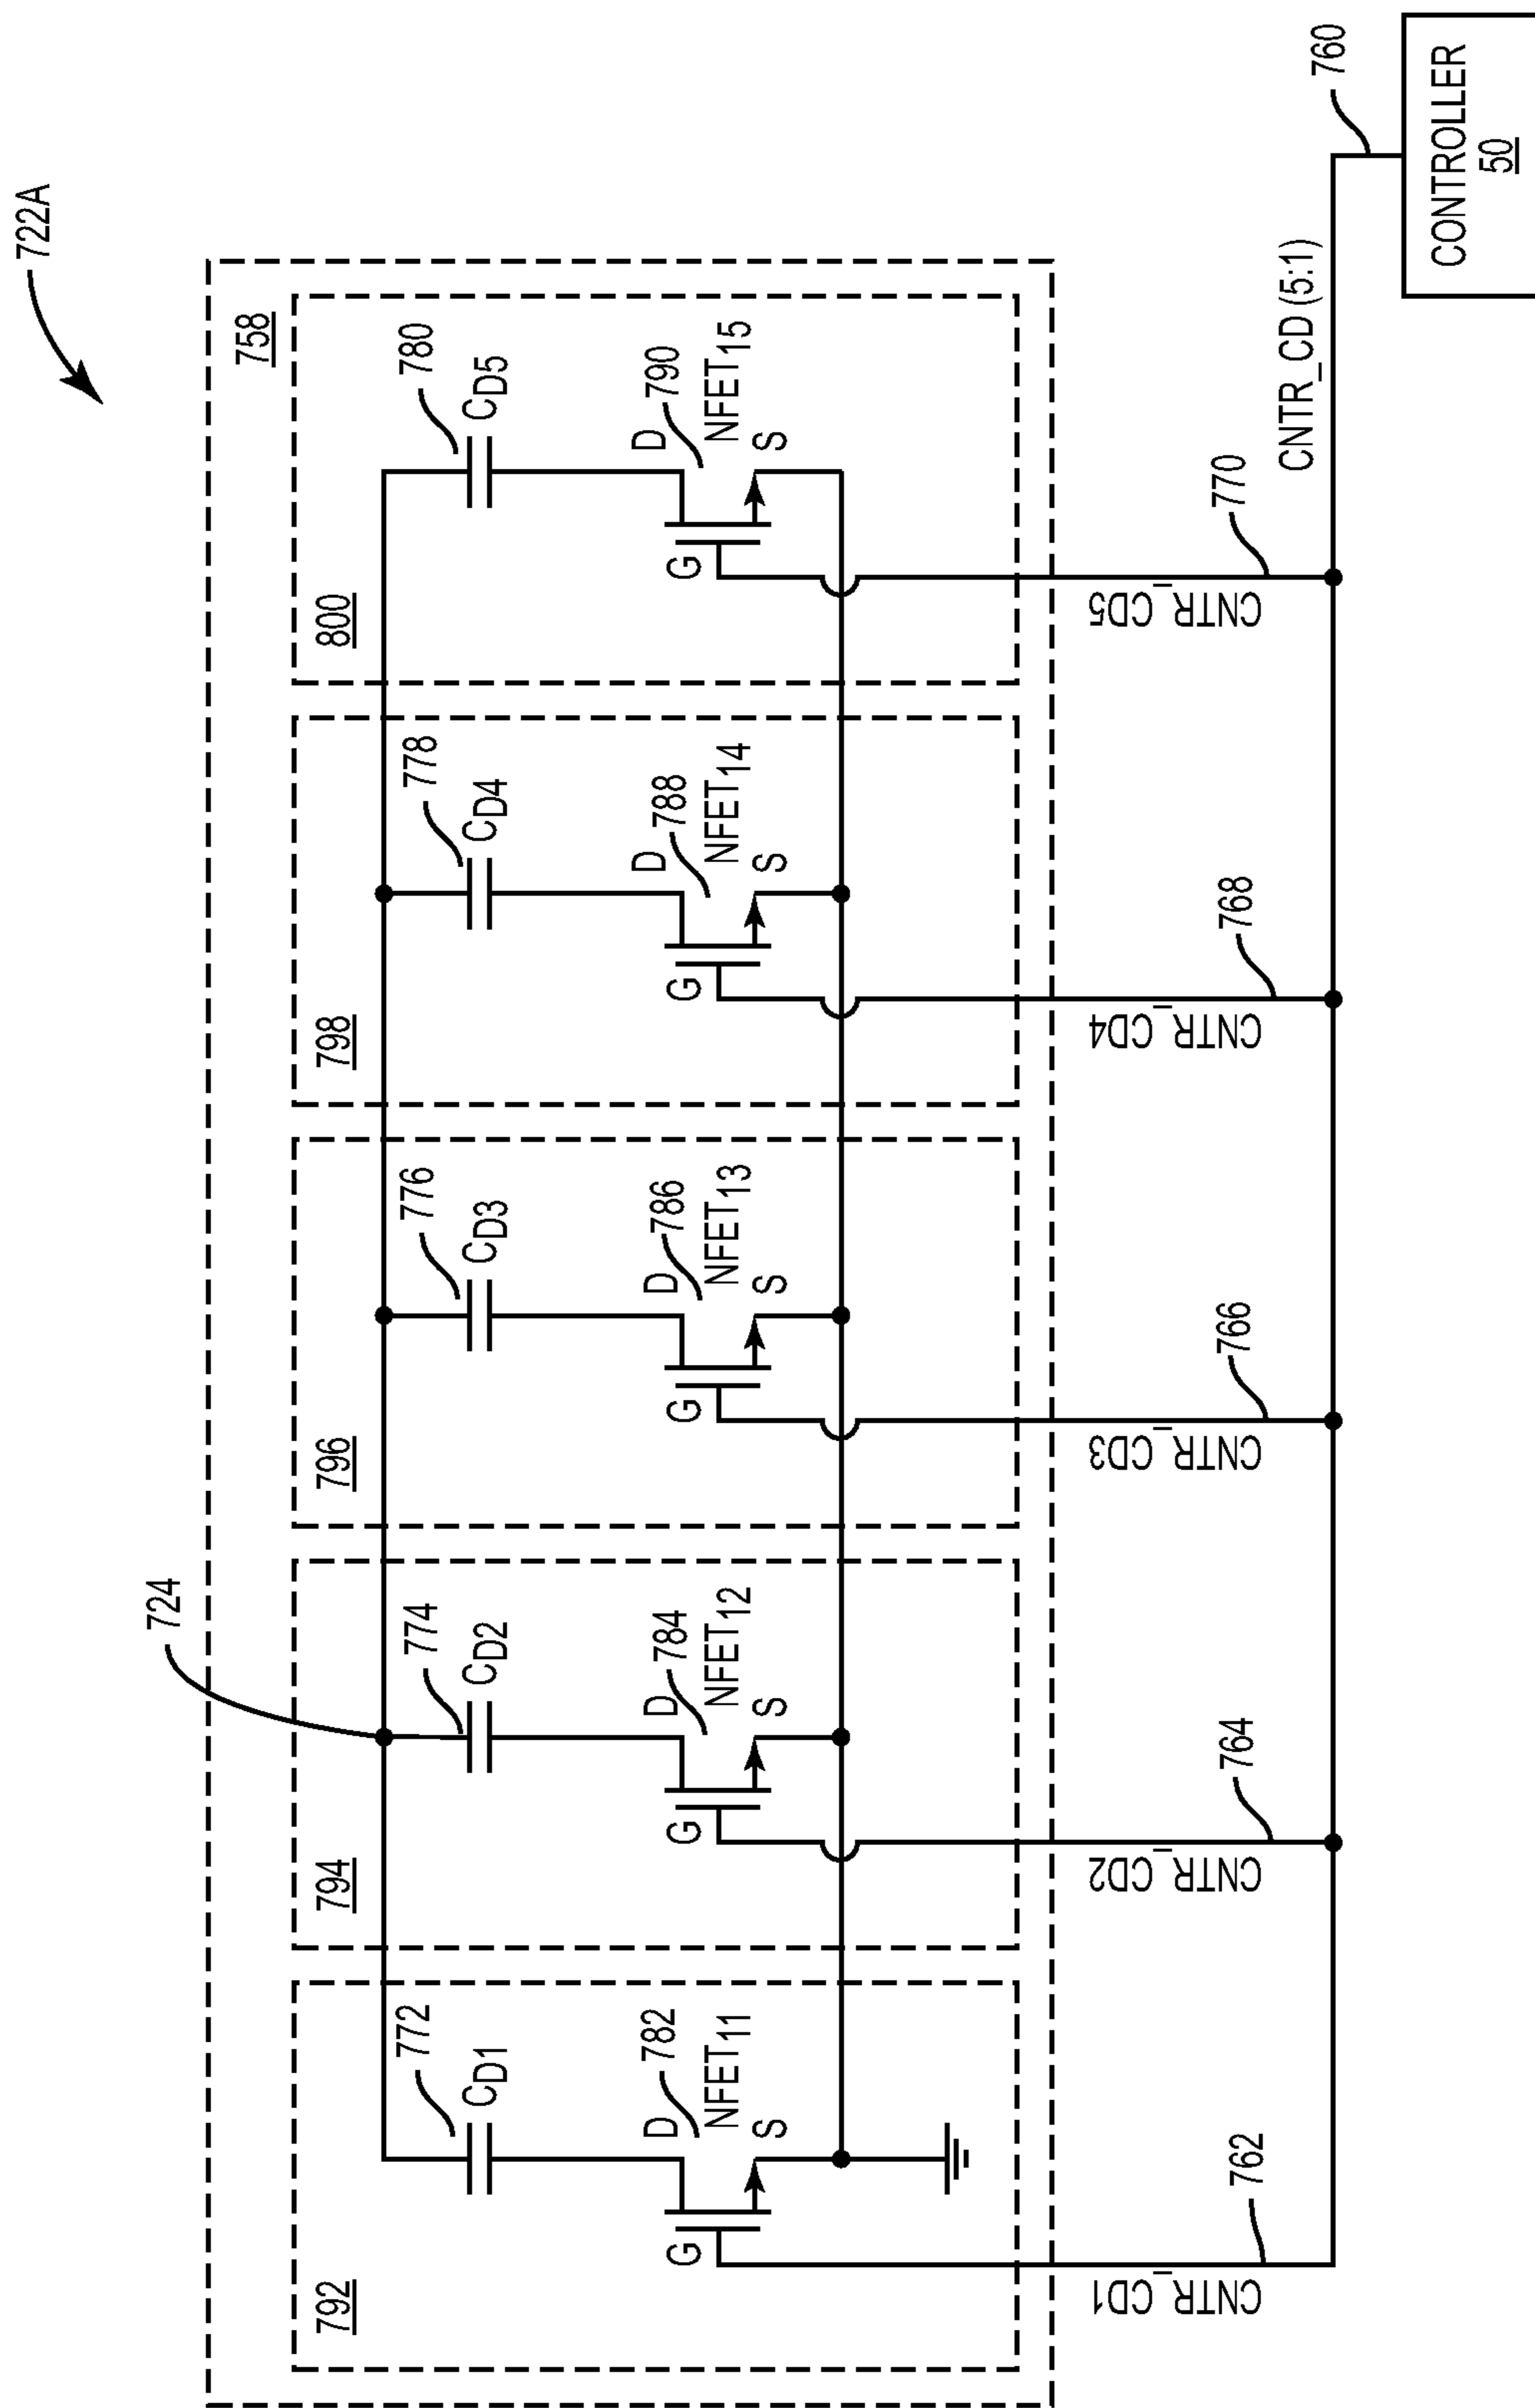 722A
758
724
792
772
CD1
782
D
NFET11
G
S
794
774
CD2
784
D
NFET12
G
S
796
776
CD3
786
D
NFET13
G
S
798
778
CD4
788
D
NFET14
G
S
800
780
CD5
790
D
NFET15
G
S
CNTR_CD1
762
CNTR_CD2
764
CNTR_CD3
766
CNTR_CD4
768
CNTR_CD5
770
CNTR_CD (5:1)
760
CONTROLLER
50